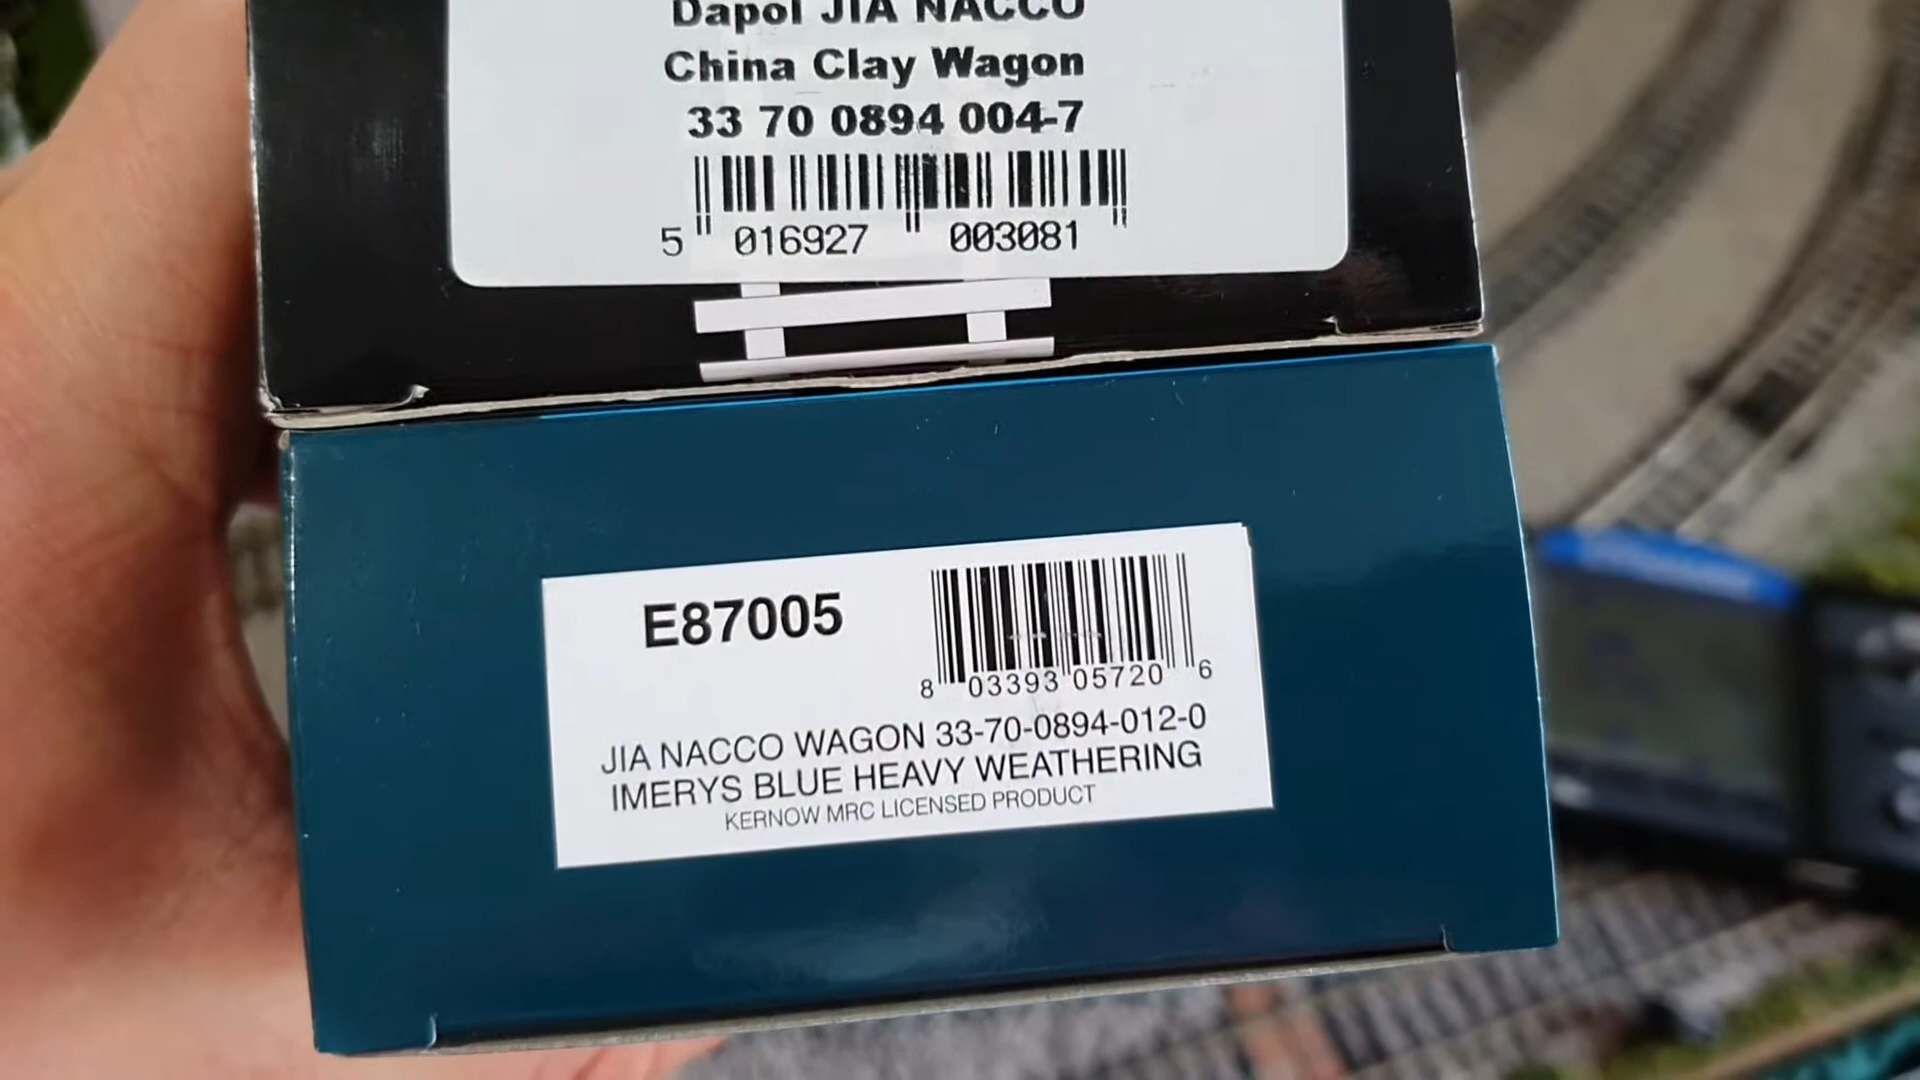 Dapol JIA NACCO
China Clay Wagon
33 70 0894 004-7
5 016927 003081
E87005
8 03393 05720 6
JIA NACCO WAGON 33-70-0894-012-0
IMERYS BLUE HEAVY WEATHERING
KERNOW MRC LICENSED PRODUCT